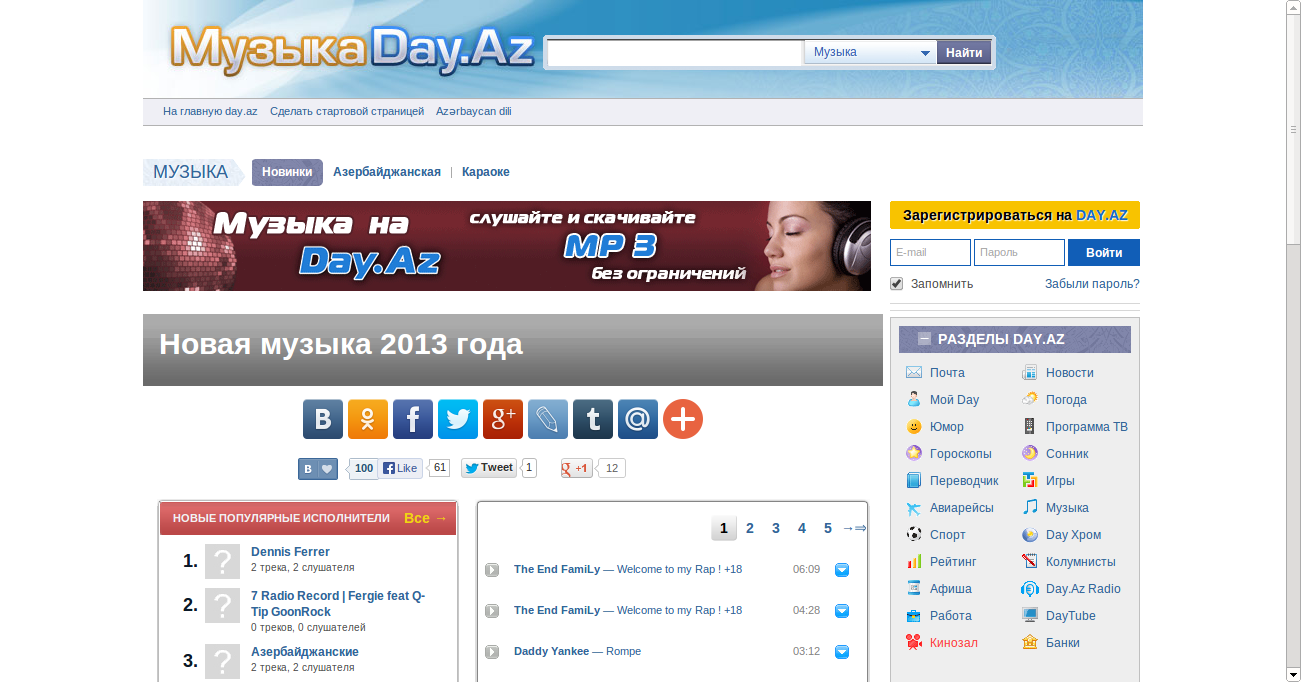 Музыка Day.Az
Музыка
Найти
На главную day.az Сделать стартовой страницей Azərbaycan dili
МУЗЫКА Новинки Азербайджанская | Караоке
Музыка на
Day.Az
слушайте и скачивайте
MP 3
без ограничений
Зарегистрироваться на DAY.AZ
E-mail Пароль Войти
Запомнить Забыли пароль?
Новая музыка 2013 года
В f g+ t @
В 100 Like 61 Tweet 1 g +1 12
НОВЫЕ ПОПУЛЯРНЫЕ ИСПОЛНИТЕЛИ Все →
1. ? Dennis Ferrer
2 трека, 2 слушателя
2. ? 7 Radio Record | Fergie feat Q-
Tip GoonRock
0 треков, 0 слушателей
3. ? Азербайджанские
2 трека, 2 слушателя
1 2 3 4 5 →⇒
The End FamiLy — Welcome to my Rap ! +18 06:09
The End FamiLy — Welcome to my Rap ! +18 04:28
Daddy Yankee — Rompe 03:12
РАЗДЕЛЫ DAY.AZ
Почта Новости
Мой Day Погода
Юмор Программа ТВ
Гороскопы Сонник
Переводчик Игры
Авиарейсы Музыка
Спорт Day Хром
Рейтинг Колумнисты
Афиша Day.Az Radio
Работа DayTube
Кинозал Банки